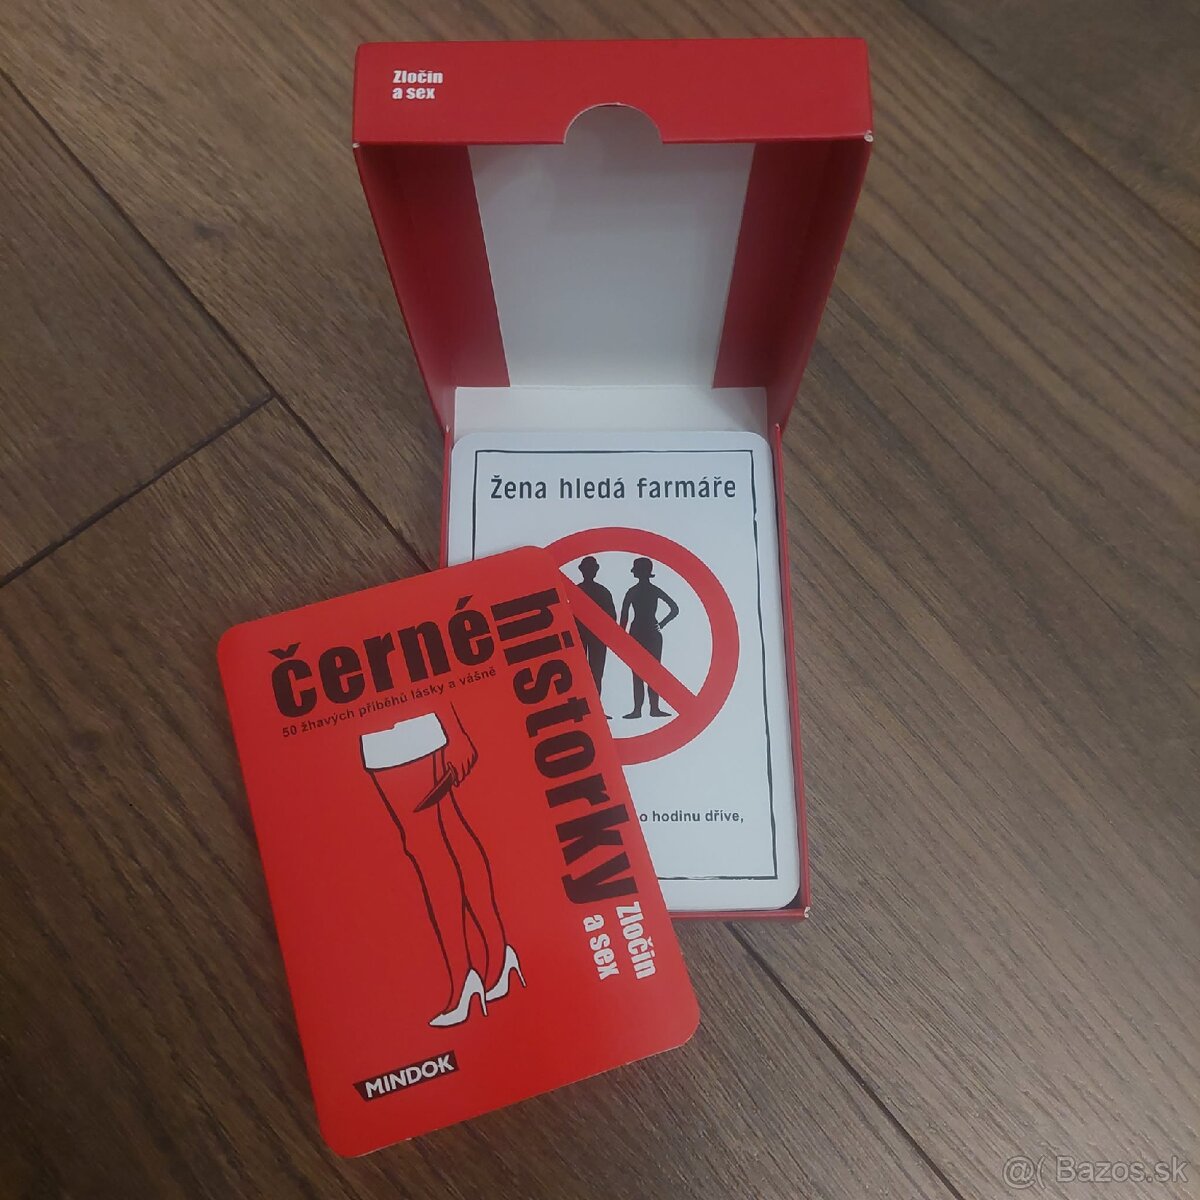 Zločin
a sex
Žena hledá farmáře
o hodinu dříve,
černé
historky
50 žhavých příběhů lásky a vášně
Zločin
a sex
MINDOK
@( Bazos.sk